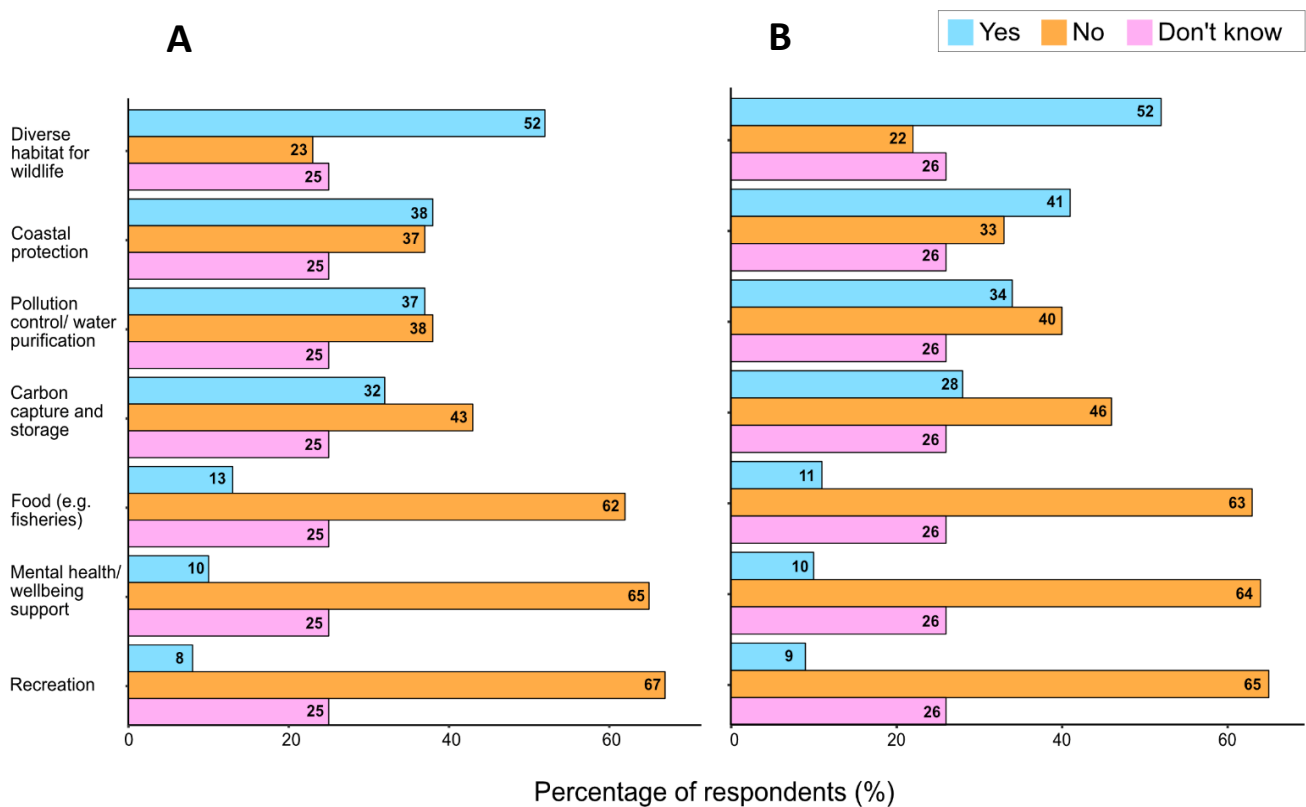 A
B
Yes No Don't know
Diverse
habitat for
wildlife
52
23
25
52
22
26
Coastal
protection
38
37
25
41
33
26
Pollution
control/ water
purification
37
38
25
34
40
26
Carbon
capture and
storage
32
43
25
28
46
26
Food (e.g.
fisheries)
13
62
25
11
63
26
Mental health/
wellbeing
support
10
65
25
10
64
26
Recreation
8
67
25
9
65
26
0 20 40 60
0 20 40 60
Percentage of respondents (%)